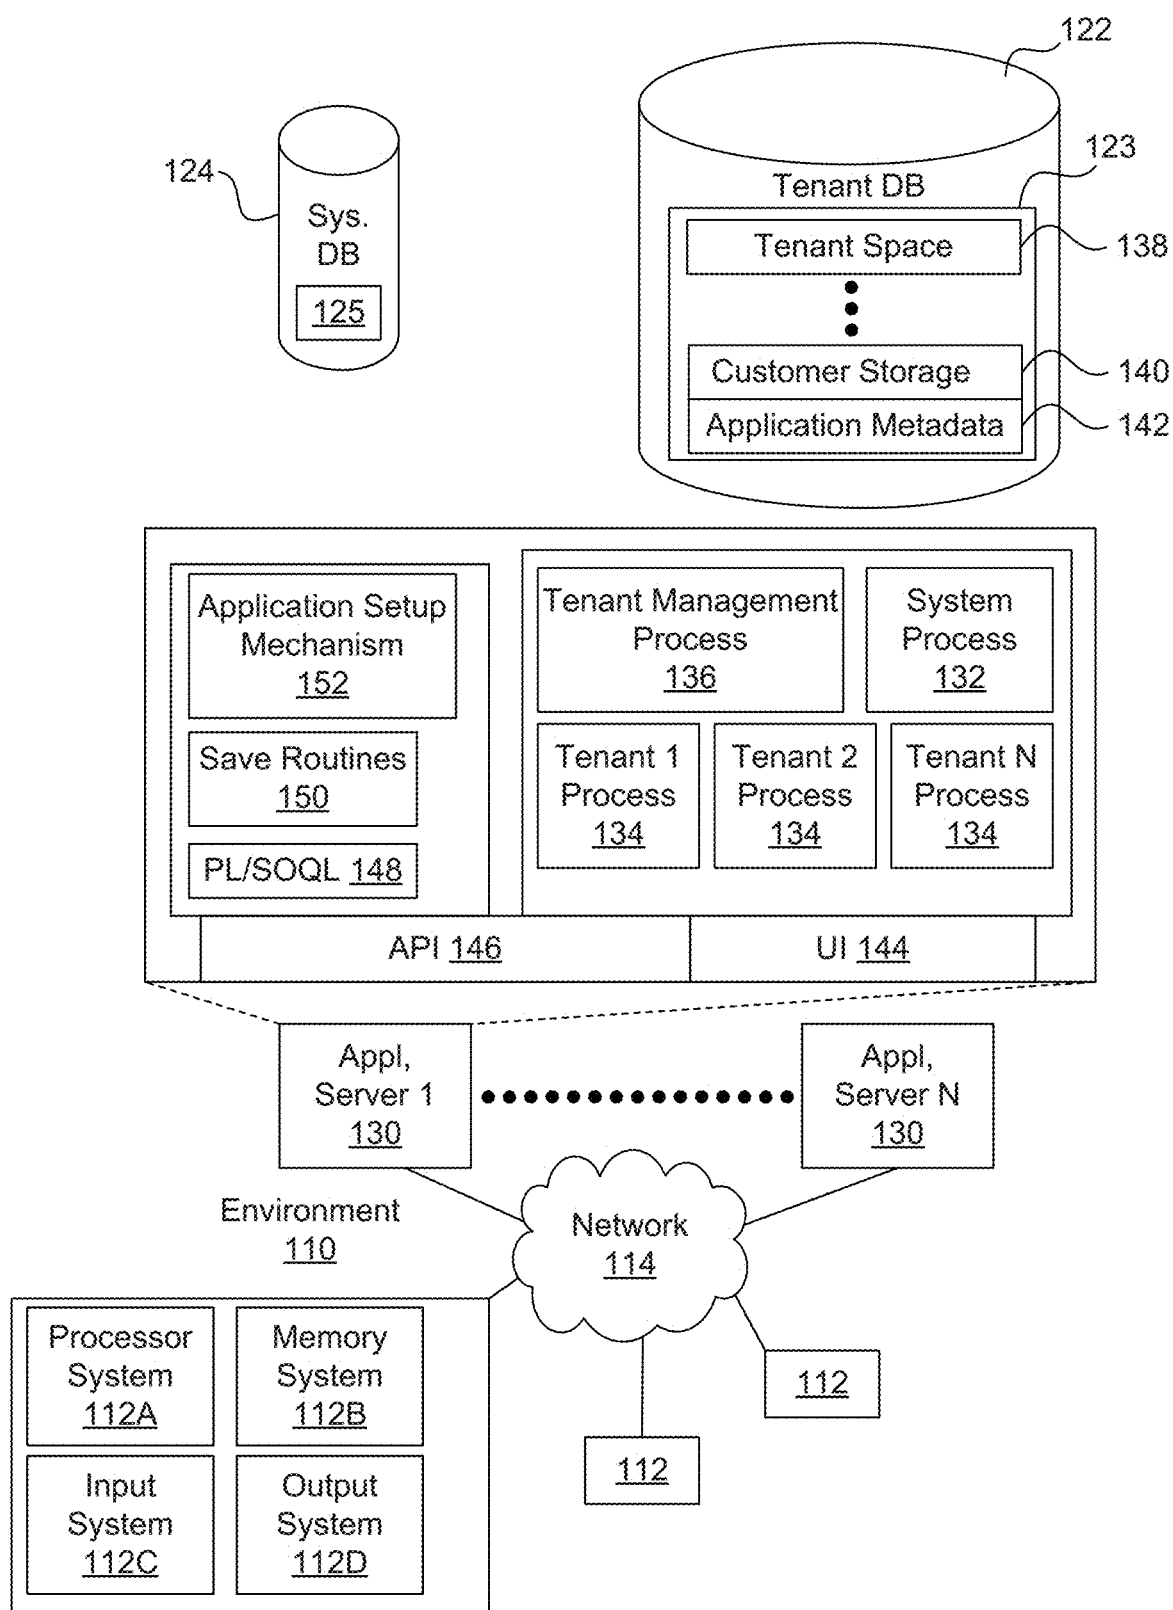 122
124
Sys.
DB
125
Tenant DB
123
Tenant Space
138
Customer Storage
140
Application Metadata
142
Application Setup
Mechanism
152
Save Routines
150
PL/SOQL 148
Tenant Management
Process
136
System
Process
132
Tenant 1
Process
134
Tenant 2
Process
134
Tenant N
Process
134
API 146
UI 144
Appl,
Server 1
130
Appl,
Server N
130
Environment
110
Network
114
Processor
System
112A
Memory
System
112B
Input
System
112C
Output
System
112D
112
112